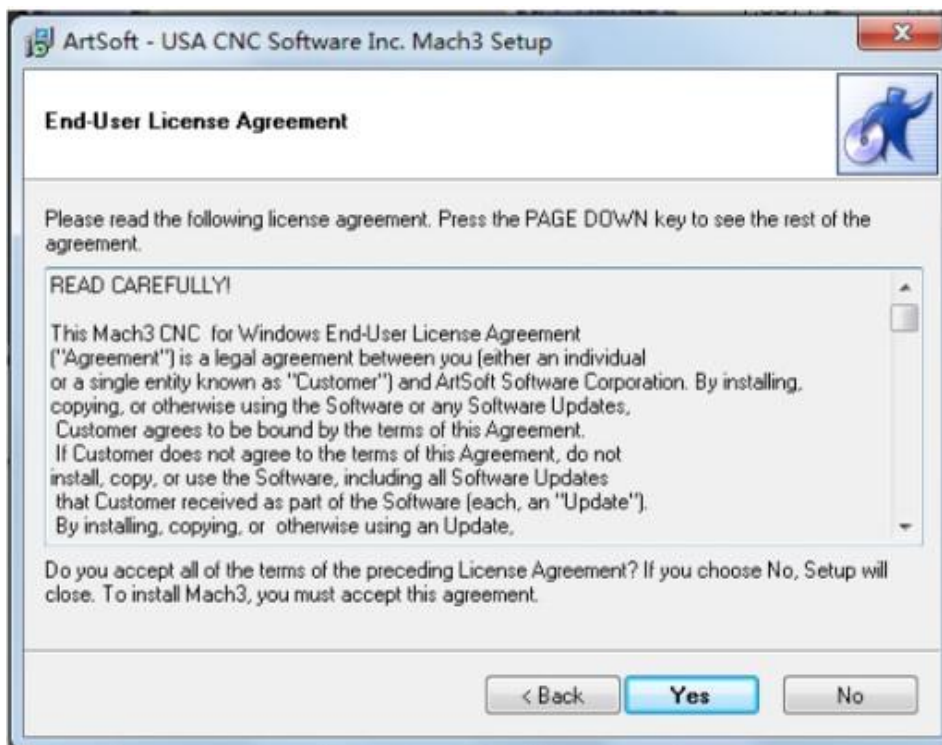 ArtSoft - USA CNC Software Inc. Mach3 Setup
End-User License Agreement
Please read the following license agreement. Press the PAGE DOWN key to see the rest of the
agreement.
READ CAREFULLY!
This Mach3 CNC  for Windows End-User License Agreement
("Agreement") is a legal agreement between you (either an individual
or a single entity known as "Customer") and ArtSoft Software Corporation. By installing,
copying, or otherwise using the Software or any Software Updates,
Customer agrees to be bound by the terms of this Agreement.
If Customer does not agree to the terms of this Agreement, do not
install, copy, or use the Software, including all Software Updates
that Customer received as part of the Software (each, an "Update").
By installing, copying, or  otherwise using an Update,
Do you accept all of the terms of the preceding License Agreement? If you choose No, Setup will
close. To install Mach3, you must accept this agreement.
< Back Yes No